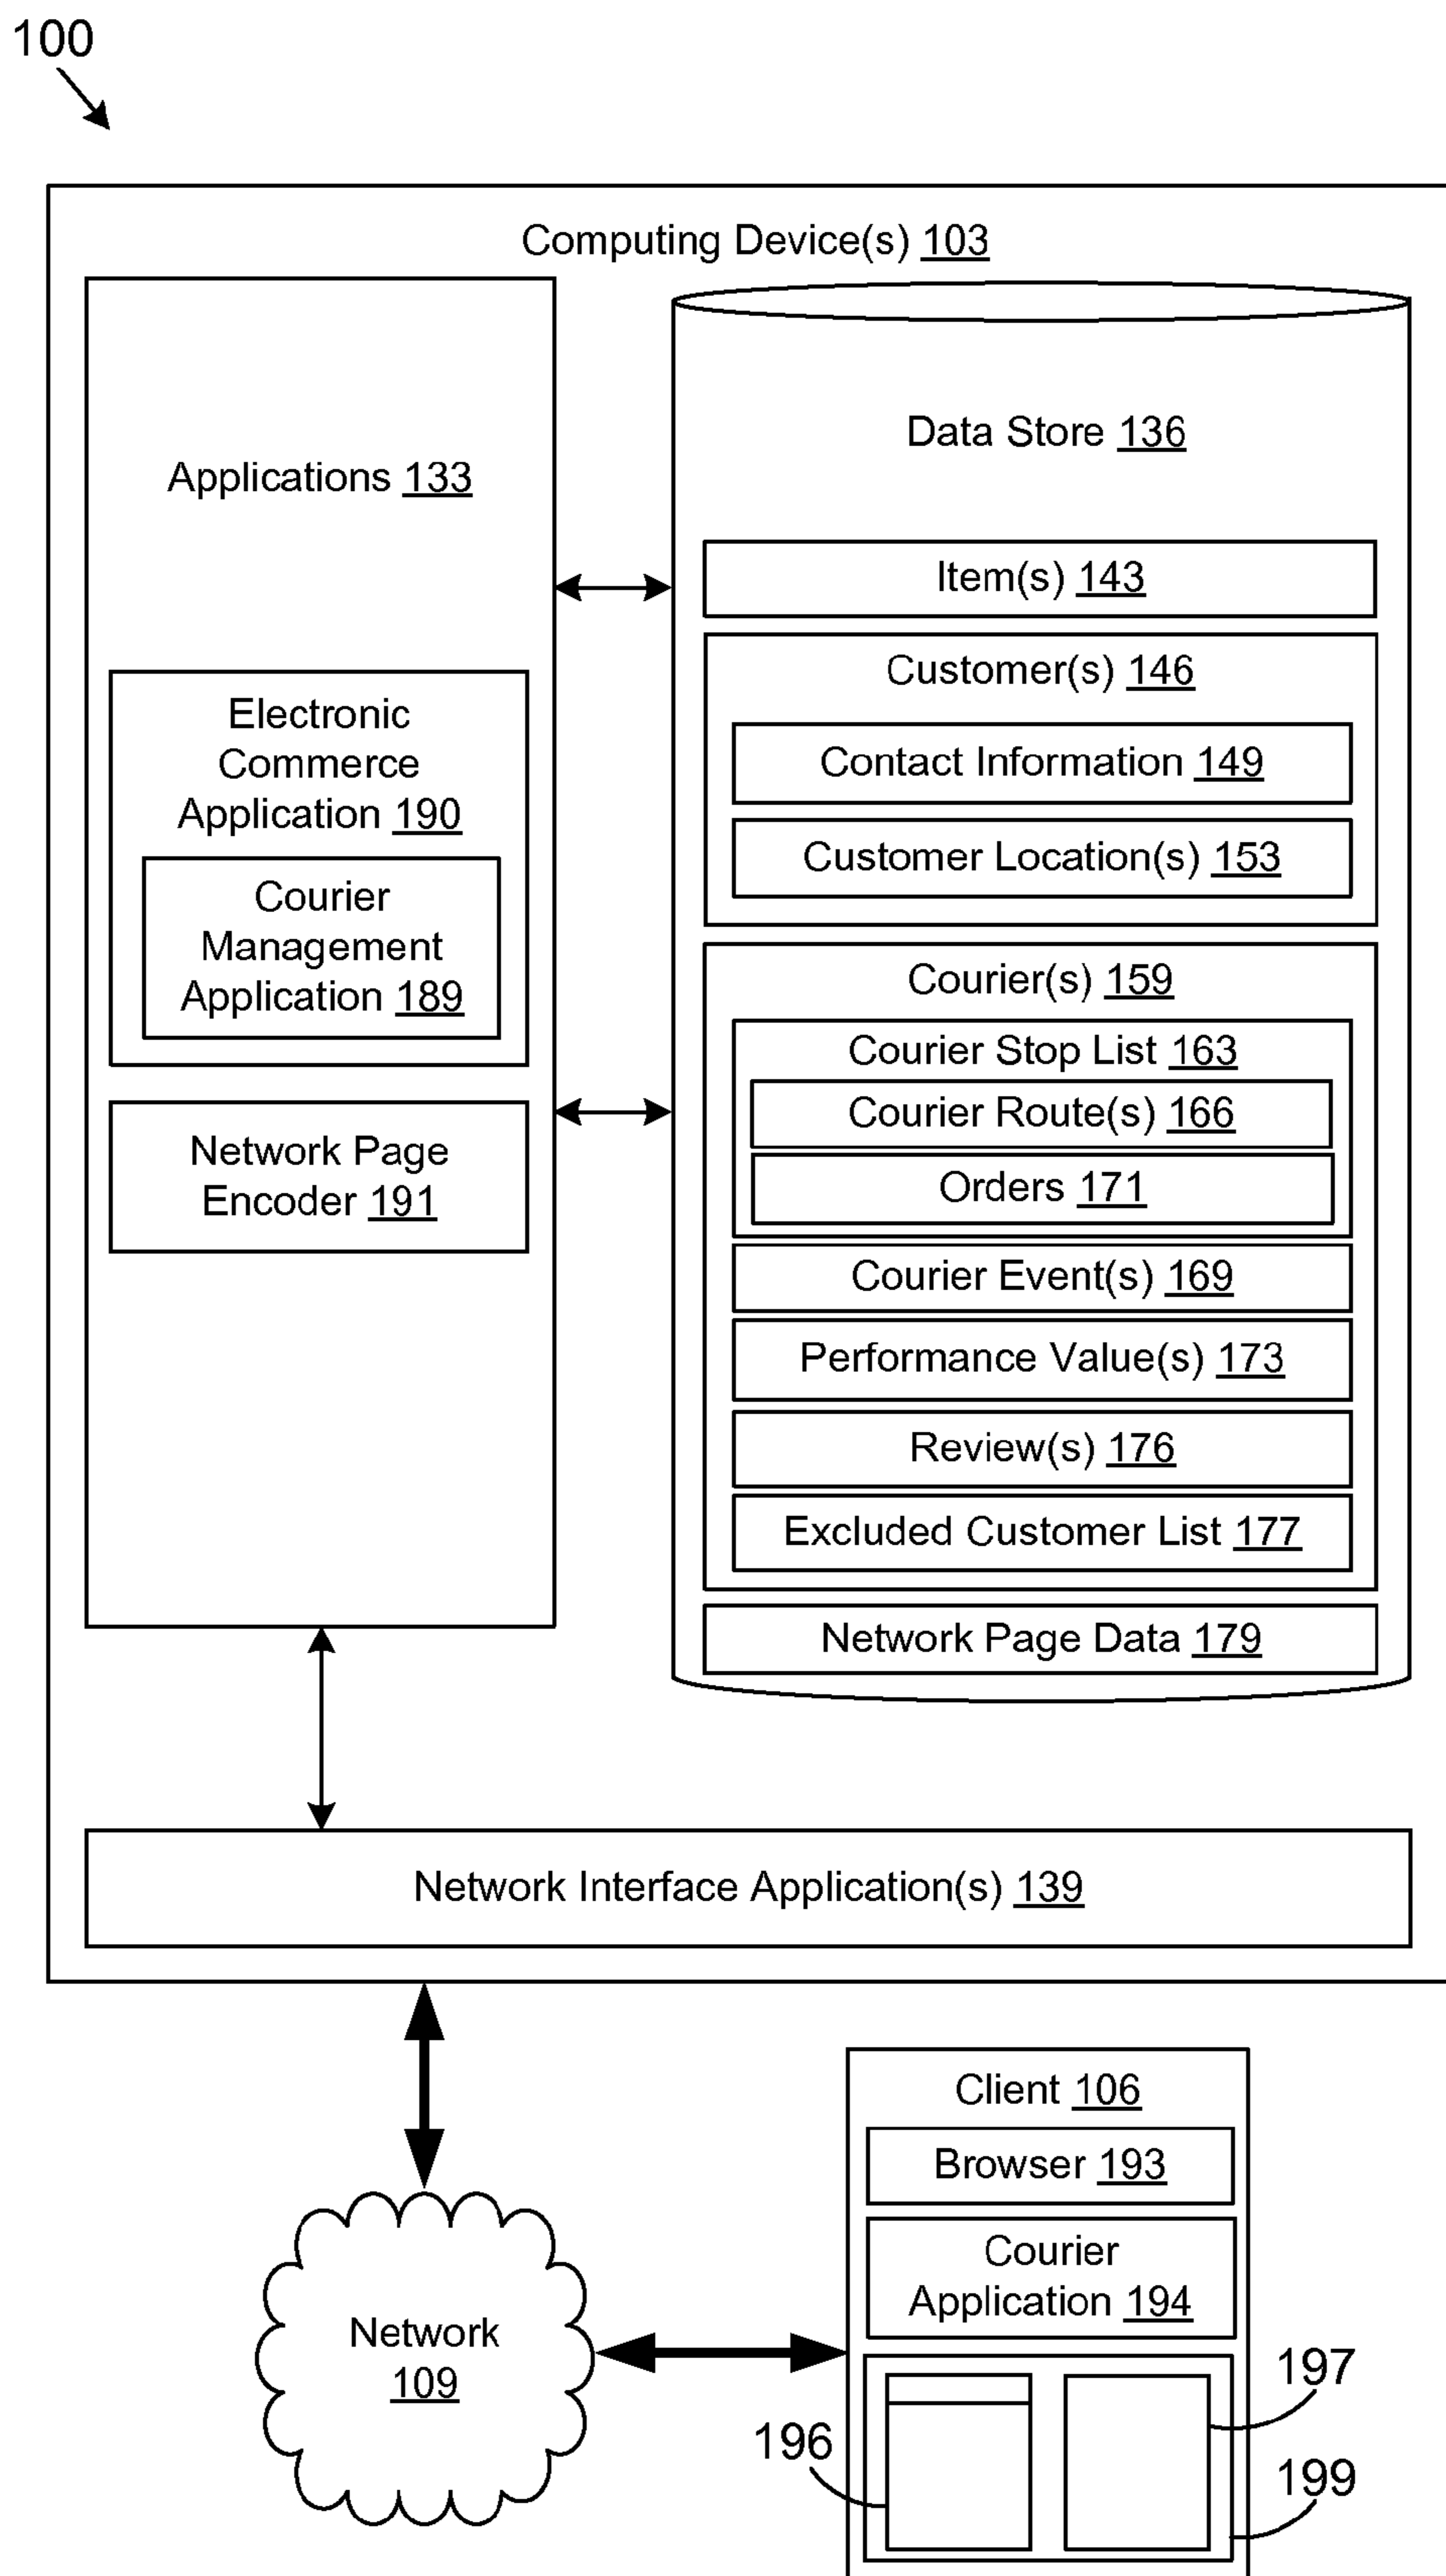 100
Computing Device(s) 103
Applications 133
Electronic
Commerce
Application 190
Courier
Management
Application 189
Network Page
Encoder 191
Data Store 136
Item(s) 143
Customer(s) 146
Contact Information 149
Customer Location(s) 153
Courier(s) 159
Courier Stop List 163
Courier Route(s) 166
Orders 171
Courier Event(s) 169
Performance Value(s) 173
Review(s) 176
Excluded Customer List 177
Network Page Data 179
Network Interface Application(s) 139
Network
109
Client 106
Browser 193
Courier
Application 194
196
197
199